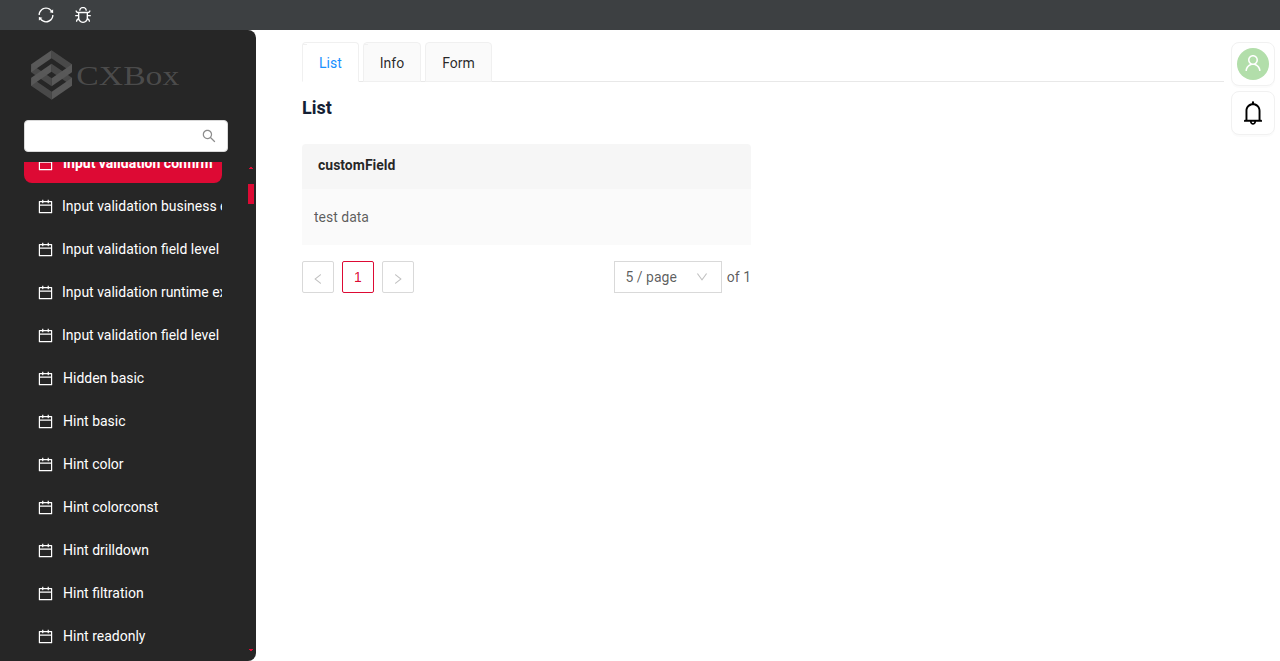 CXBox
Input validation confirm
Input validation business
Input validation field level
Input validation runtime ex
Input validation field level
Hidden basic
Hint basic
Hint color
Hint colorconst
Hint drilldown
Hint filtration
Hint readonly
List Info Form
List
customField
test data
1 5 / page of 1